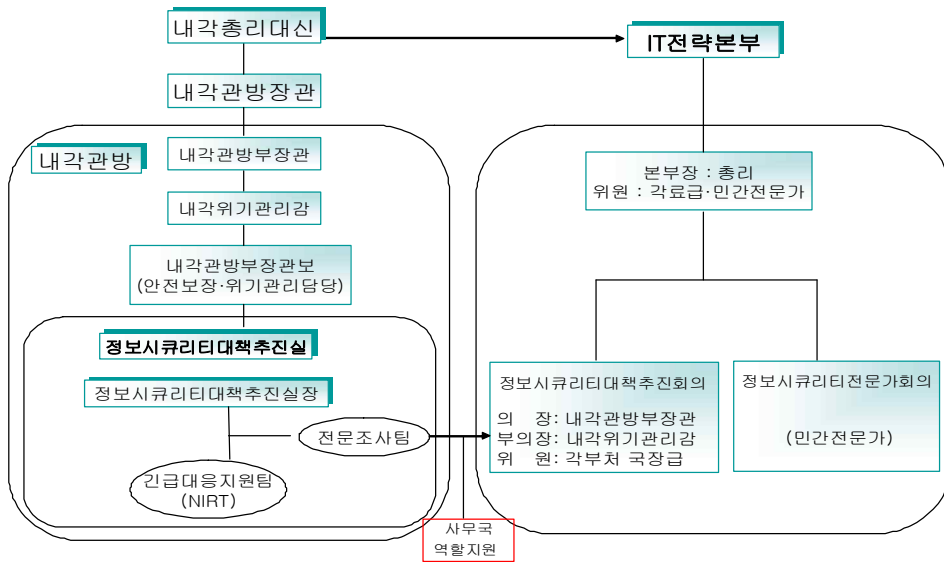 내각총리대신
IT전략본부
내각관방장관
내각관방
내각관방부장관
내각위기관리감
내각관방부장관보
(안전보장·위기관리담당)
정보시큐리티대책추진실
정보시큐리티대책추진실장
전문조사팀
긴급대응지원팀
(NIRT)
사무국
역할지원
본부장 : 총리
위원 : 각료급·민간전문가
정보시큐리티대책추진회의
의 장: 내각관방부장관
부의장: 내각위기관리감
위 원: 각부처 국장급
정보시큐리티전문가회의
(민간전문가)